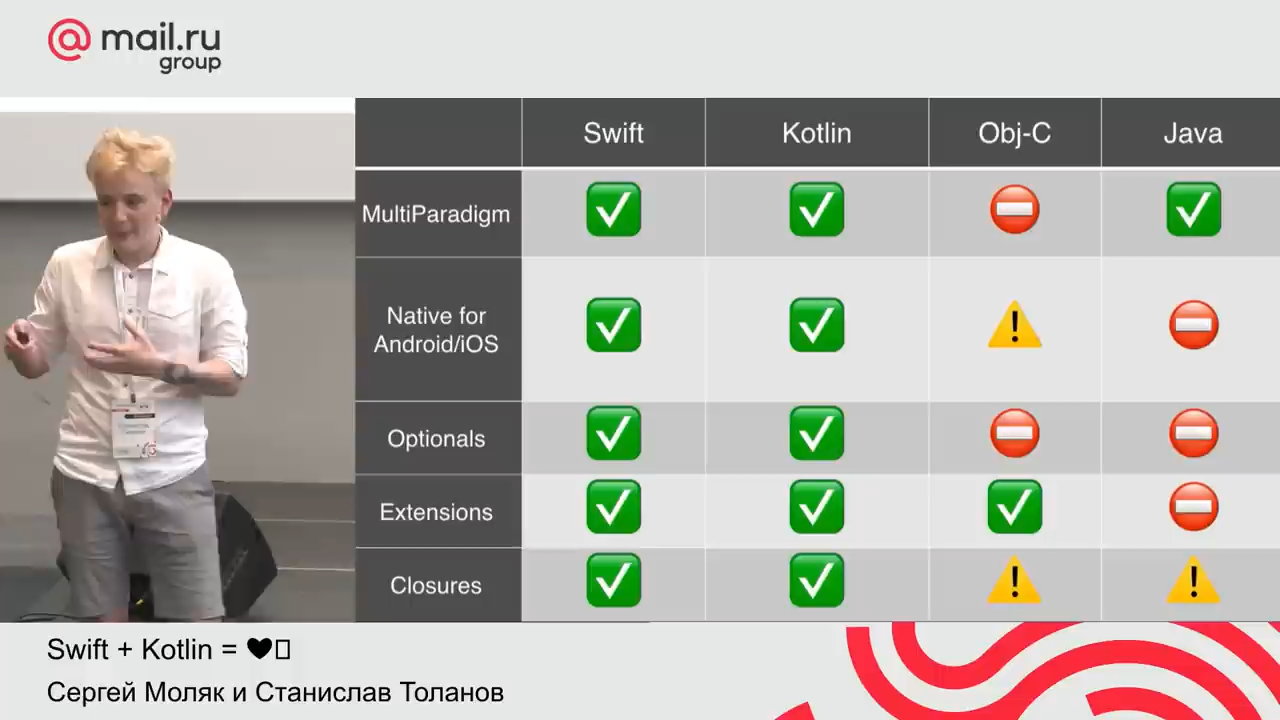 mail.ru
group
Swift
Kotlin
Obj-C
Java
MultiParadigm
Native for
Android/iOS
Optionals
Extensions
Closures
Swift + Kotlin = 🖤
Сергей Моляк и Станислав Толанов